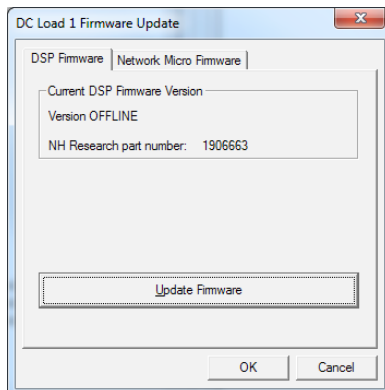 DC Load 1 Firmware Update
DSP Firmware Network Micro Firmware
Current DSP Firmware Version
Version OFFLINE
NH Research part number: 1906663
Update Firmware
OK Cancel